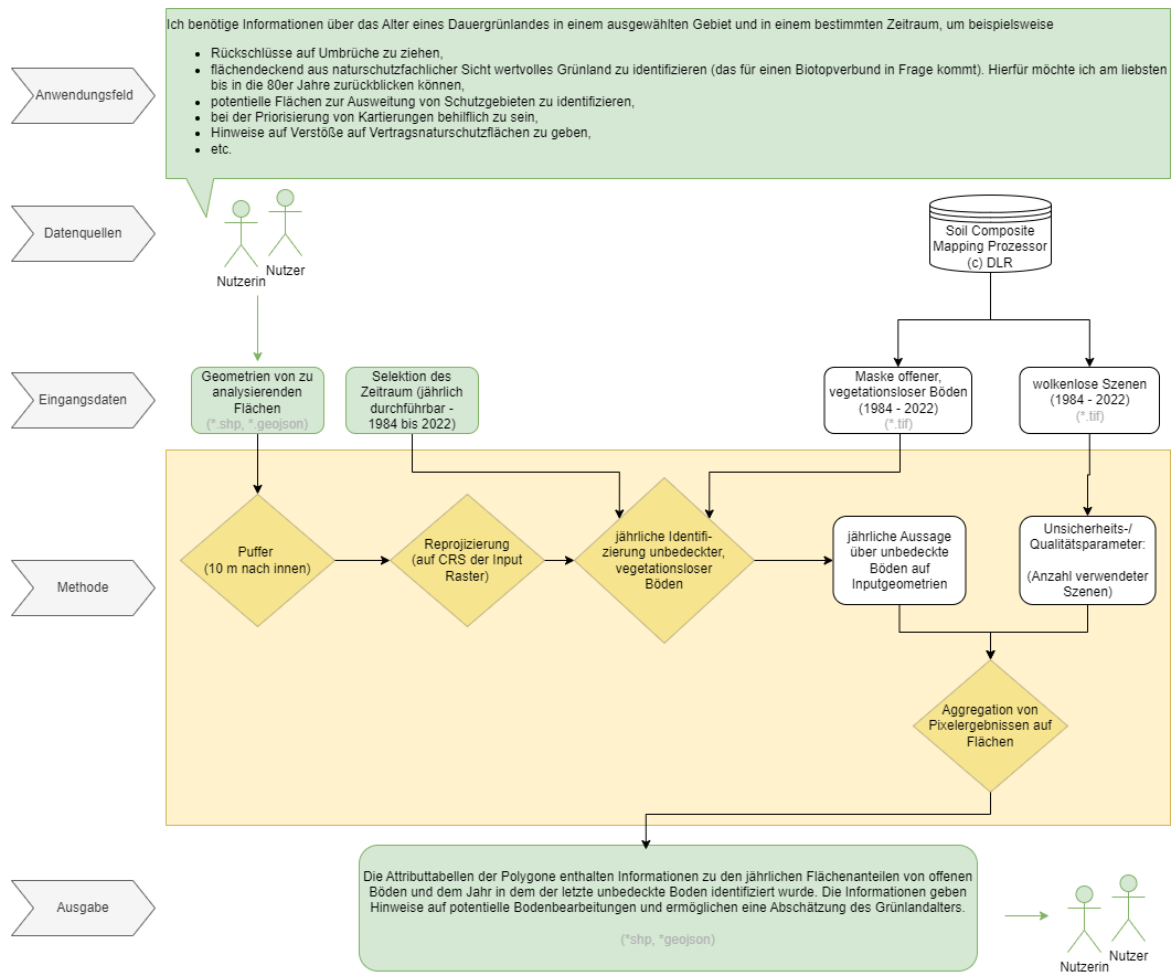 Ich benötige Informationen über das Alter eines Dauergrünlandes in einem ausgewählten Gebiet und in einem bestimmten Zeitraum, um beispielsweise
• Rückschlüsse auf Umbrüche zu ziehen,
• flächendeckend aus naturschutzfachlicher Sicht wertvolles Grünland zu identifizieren (das für einen Biotopverbund in Frage kommt). Hierfür möchte ich am liebsten
bis in die 80er Jahre zurückblicken können,
• potentielle Flächen zur Ausweitung von Schutzgebieten zu identifizieren,
• bei der Priorisierung von Kartierungen behilflich zu sein,
• Hinweise auf Verstöße auf Vertragsnaturschutzflächen zu geben,
• etc.
Anwendungsfeld
Datenquellen
Nutzerin
Nutzer
Soil Composite
Mapping Prozessor
(c) DLR
Eingangsdaten
Geometrien von zu
analysierenden
Flächen
(*.shp, *.geojson)
Selektion des
Zeitraum (jährlich
durchführbar -
1984 bis 2022)
Maske offener,
vegetationsloser Böden
(1984 - 2022)
(*.tif)
wolkenlose Szenen
(1984 - 2022)
(*.tif)
Methode
Puffer
(10 m nach innen)
Reprojizierung
(auf CRS der Input
Raster)
jährliche Identifi-
zierung unbedeckter,
vegetationsloser
Böden
jährliche Aussage
über unbedeckte
Böden auf
Inputgeometrien
Unsicherheits-/
Qualitätsparameter:
(Anzahl verwendeter
Szenen)
Aggregation von
Pixelergebnissen auf
Flächen
Ausgabe
Die Attributtabellen der Polygone enthalten Informationen zu den jährlichen Flächenanteilen von offenen
Böden und dem Jahr in dem der letzte unbedeckte Boden identifiziert wurde. Die Informationen geben
Hinweise auf potentielle Bodenbearbeitungen und ermöglichen eine Abschätzung des Grünlandalters.
(*shp, *geojson)
Nutzerin
Nutzer